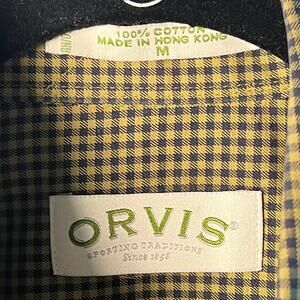 100% COTTON
MADE IN HONG KONG
M
ORVIS®
SPORTING TRADITIONS
Since 1856